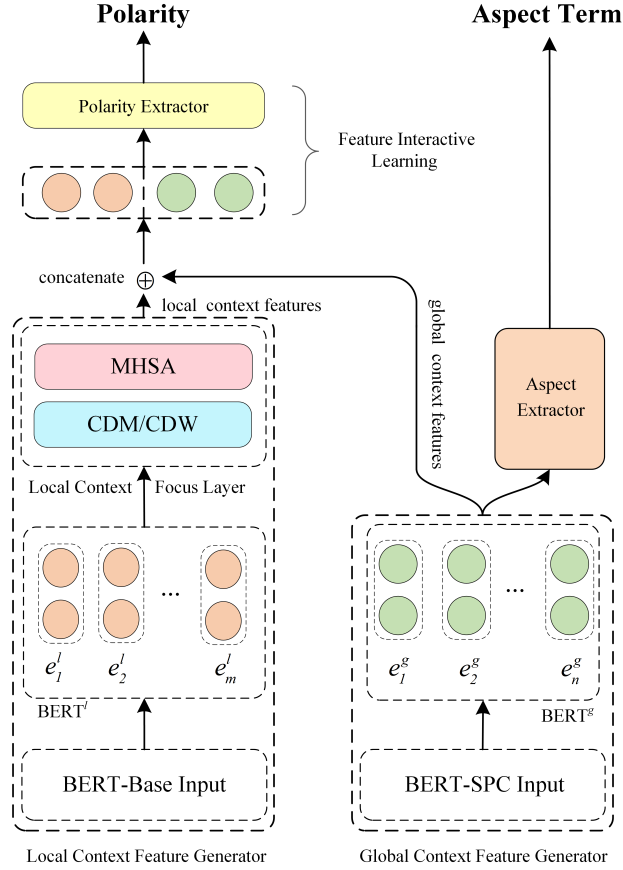 Polarity
Aspect Term
Polarity Extractor
Feature Interactive
Learning
concatenate
⊕
local context features
global context features
MHSA
CDM/CDW
Aspect
Extractor
Local Context Focus Layer
e₁ˡ e₂ˡ ... eₘˡ
BERTˡ
e₁ᵍ e₂ᵍ ... eₙᵍ
BERTᵍ
BERT-Base Input
BERT-SPC Input
Local Context Feature Generator
Global Context Feature Generator